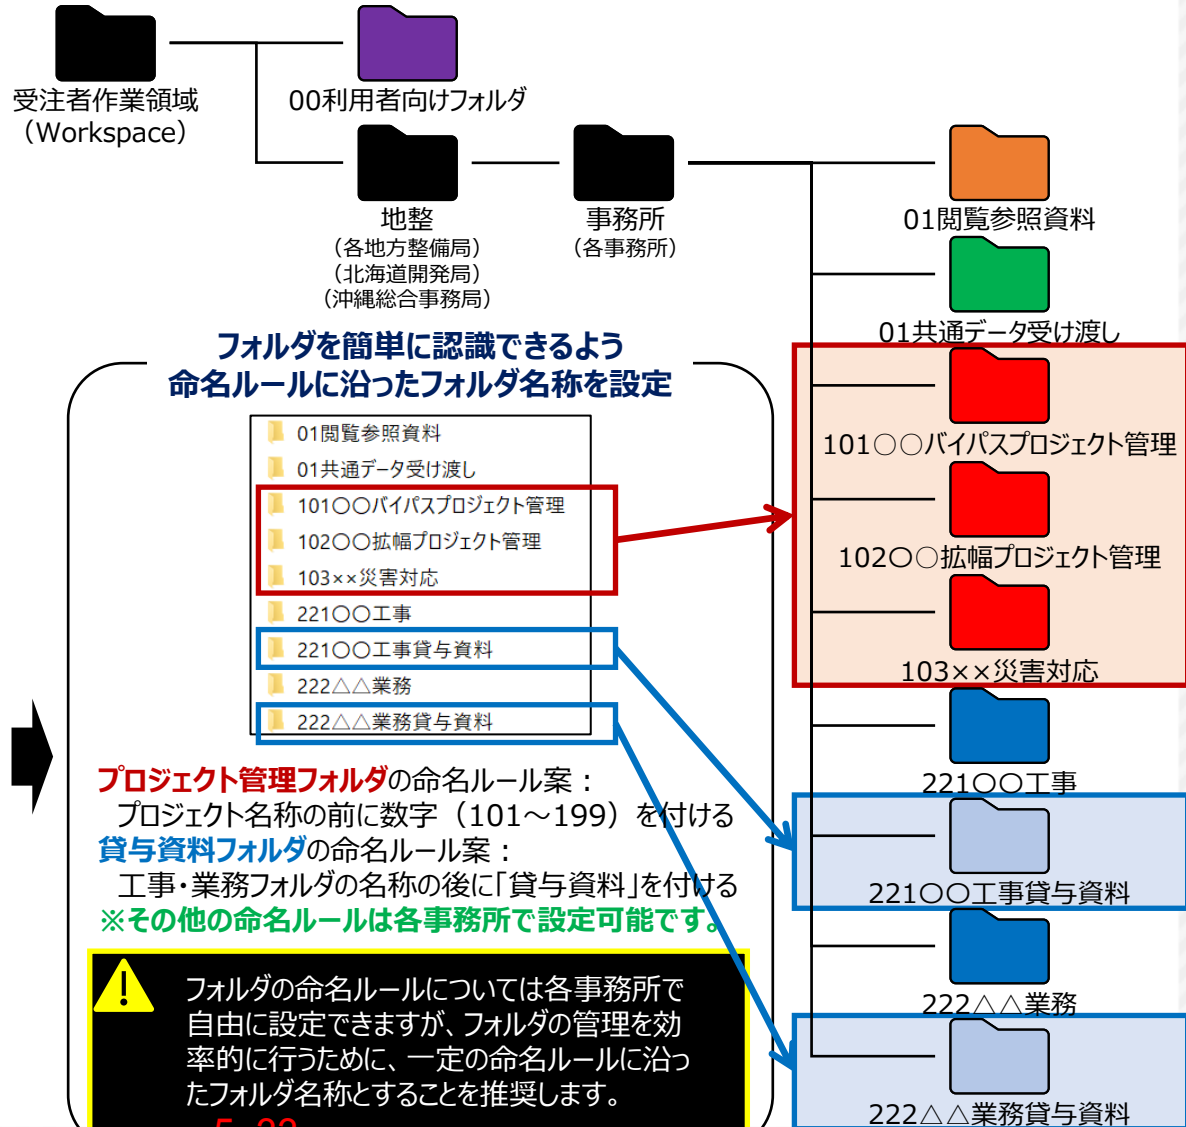 受注者作業領域
（Workspace）
00利用者向けフォルダ
地整
（各地方整備局）
（北海道開発局）
（沖縄総合事務局）
事務所
（各事務所）
01閲覧参照資料
01共通データ受け渡し
101○○バイパスプロジェクト管理
102○○拡幅プロジェクト管理
103××災害対応
221○○工事
221○○工事貸与資料
222△△業務
222△△業務貸与資料
フォルダを簡単に認識できるよう
命名ルールに沿ったフォルダ名称を設定
01閲覧参照資料
01共通データ受け渡し
101○○バイパスプロジェクト管理
102○○拡幅プロジェクト管理
103××災害対応
221○○工事
221○○工事貸与資料
222△△業務
222△△業務貸与資料
プロジェクト管理フォルダの命名ルール案：
プロジェクト名称の前に数字（101～199）を付ける
貸与資料フォルダの命名ルール案：
工事・業務フォルダの名称の後に「貸与資料」を付ける
※その他の命名ルールは各事務所で設定可能です。
フォルダの命名ルールについては各事務所で
自由に設定できますが、フォルダの管理を効
率的に行うために、一定の命名ルールに沿っ
たフォルダ名称とすることを推奨します。